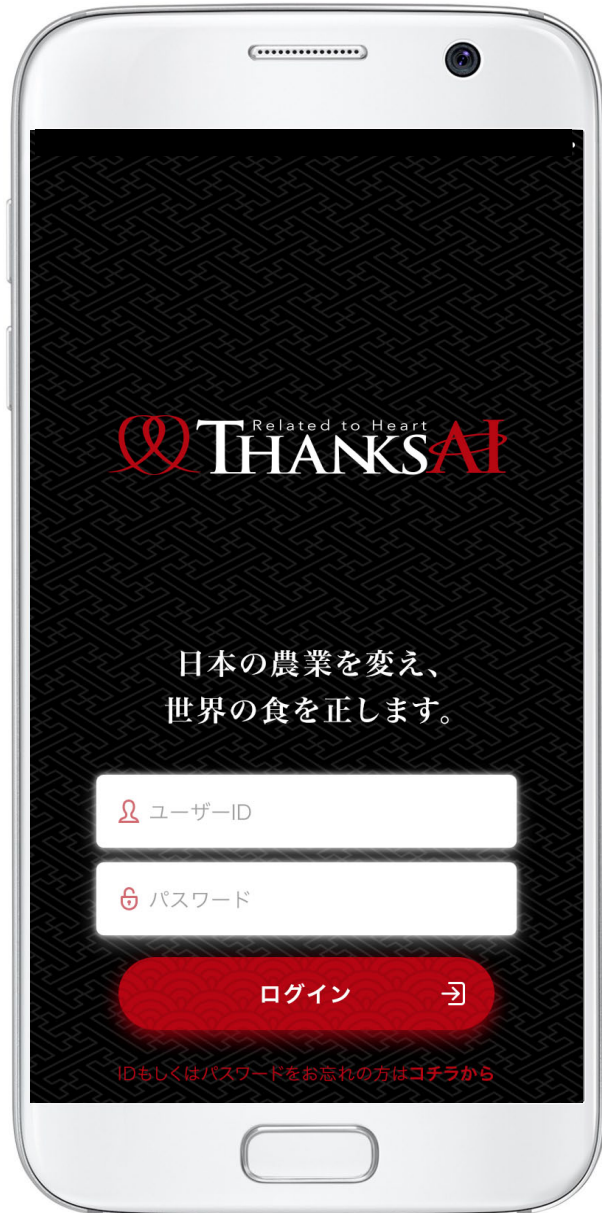 Related to Heart
THANKSAI
日本の農業を変え、
世界の食を正します。
ユーザーID
パスワード
ログイン
IDもしくはパスワードをお忘れの方はコチラから